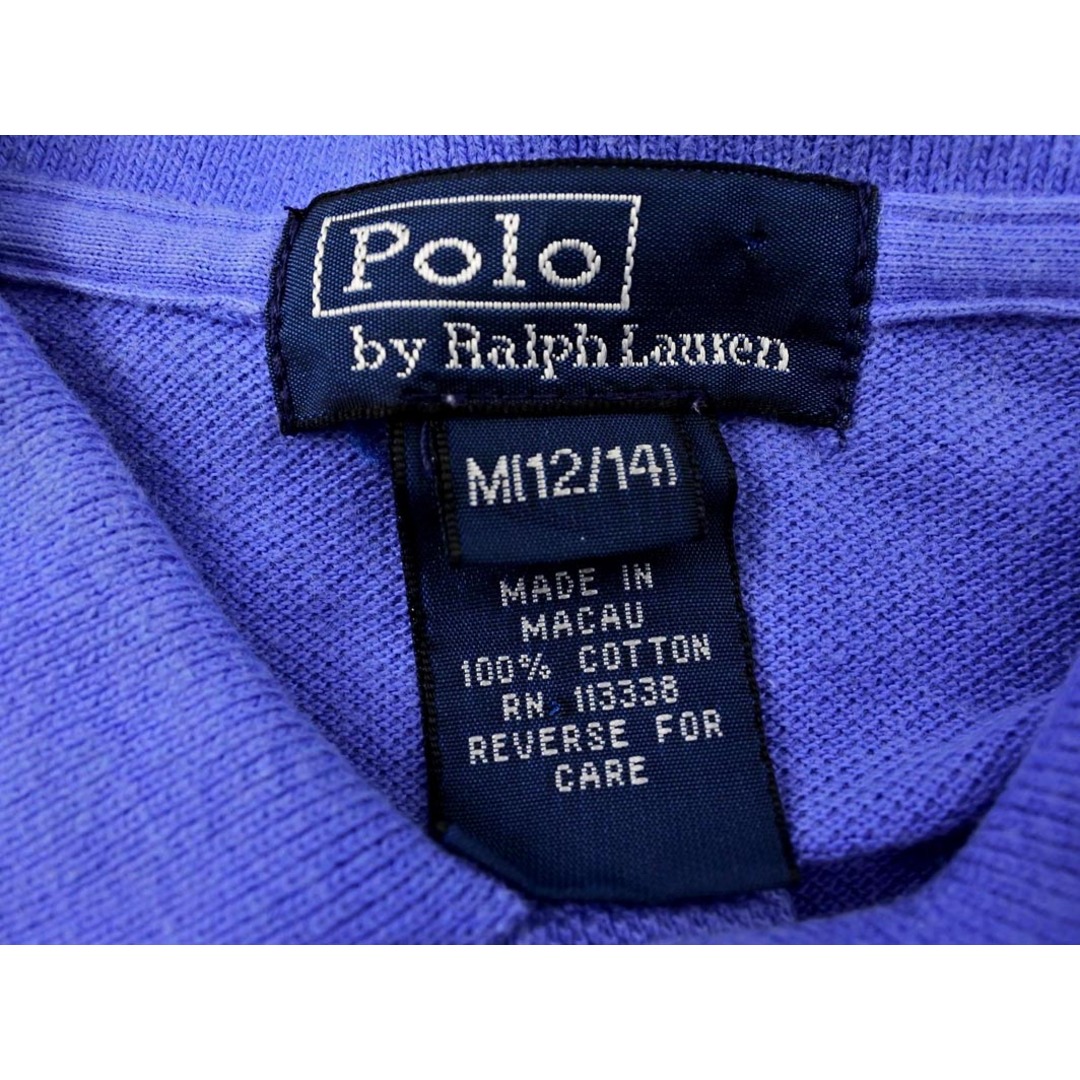 Polo
by Ralph Lauren
M(12/14)
MADE IN
MACAU
100% COTTON
RN 113338
REVERSE FOR
CARE